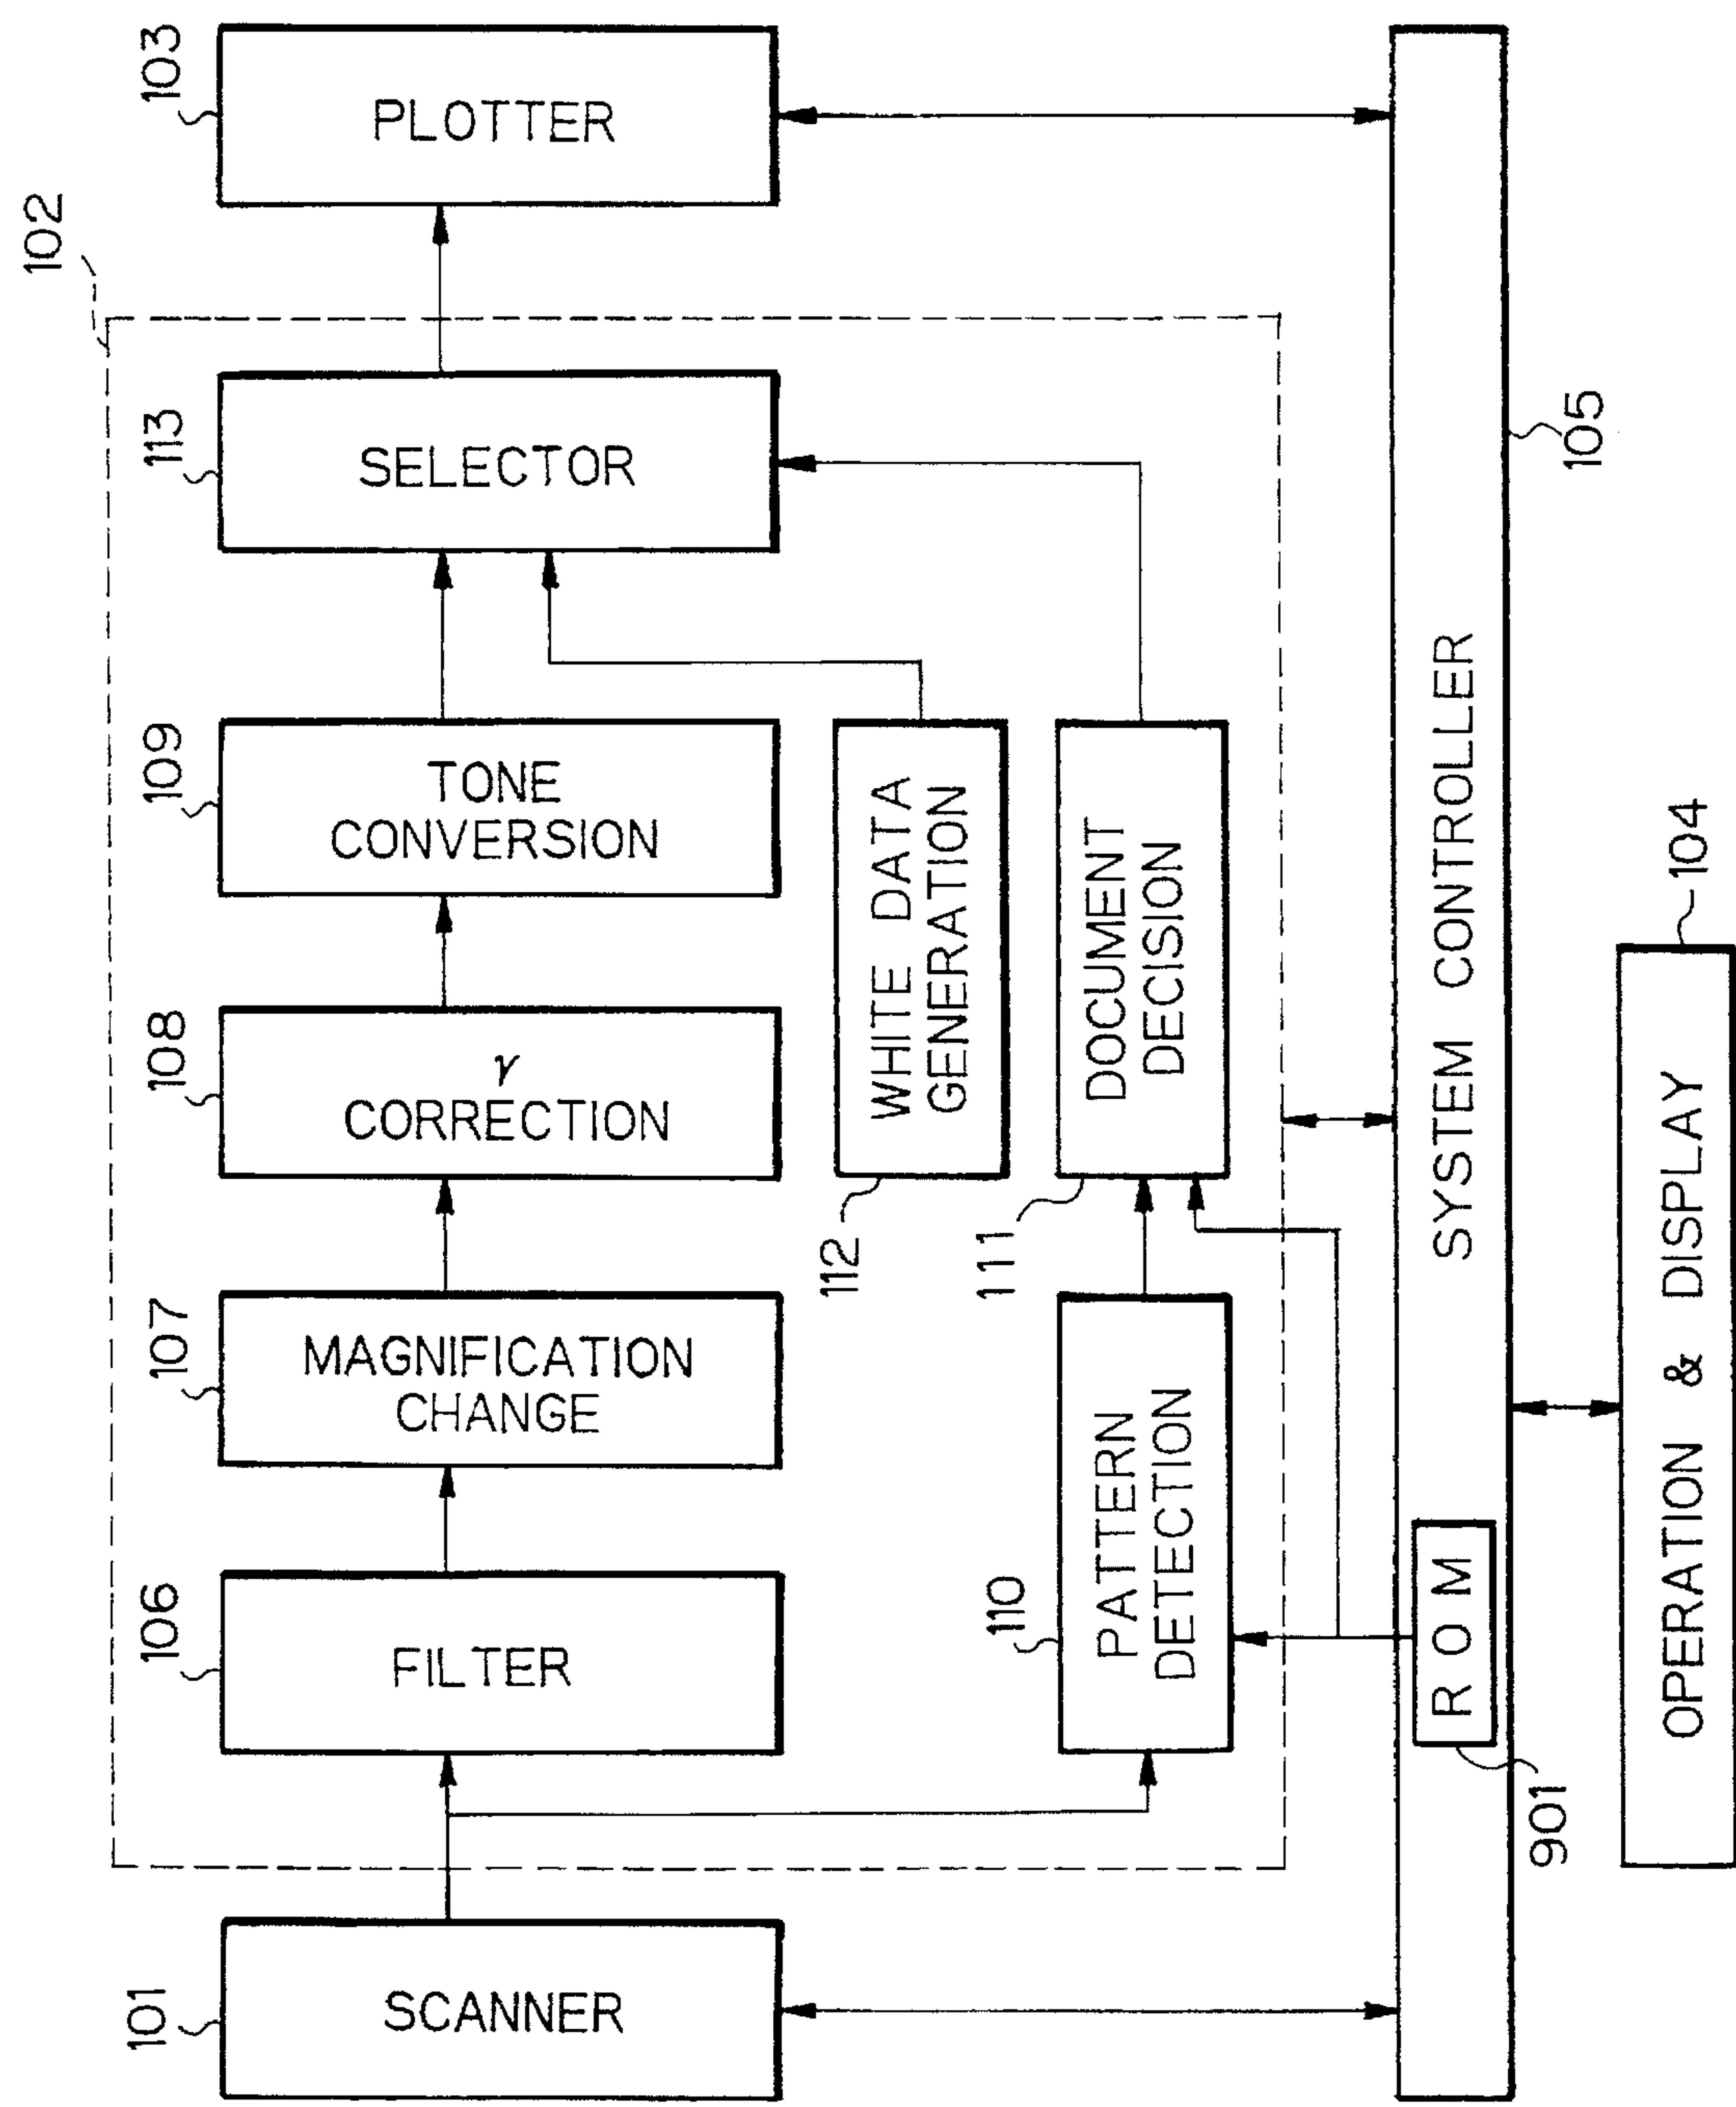 103
PLOTTER
102
113
SELECTOR
109
TONE
CONVERSION
108
γ
CORRECTION
107
MAGNIFICATION
CHANGE
106
FILTER
101
SCANNER
112
WHITE DATA
GENERATION
111
DOCUMENT
DECISION
110
PATTERN
DETECTION
105
SYSTEM CONTROLLER
ROM
901
104
OPERATION & DISPLAY